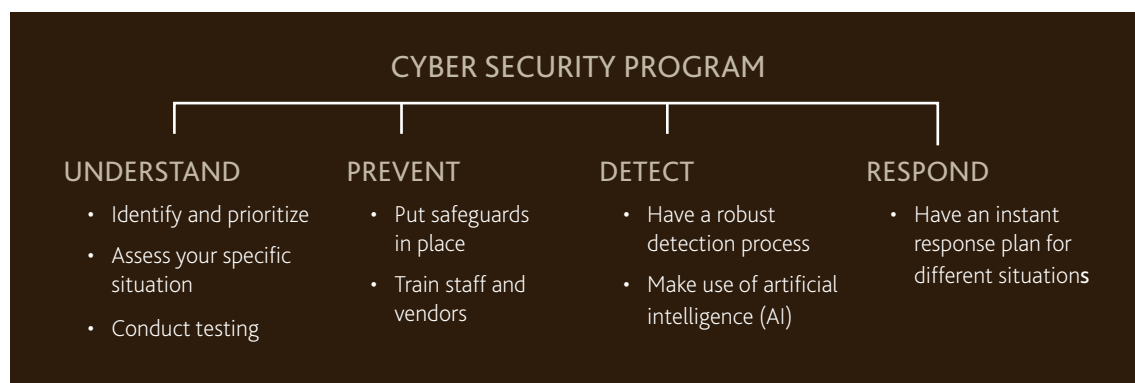 CYBER SECURITY PROGRAM
UNDERSTAND
• Identify and prioritize
• Assess your specific
situation
• Conduct testing
PREVENT
• Put safeguards
in place
• Train staff and
vendors
DETECT
• Have a robust
detection process
• Make use of artificial
intelligence (AI)
RESPOND
• Have an instant
response plan for
different situations